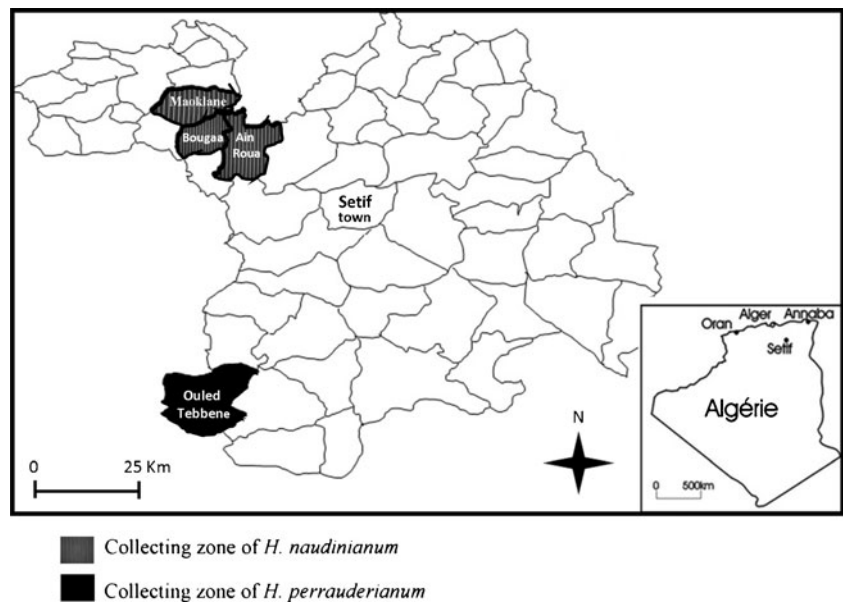 Maoklane
Bougaa
Ain
Roua
Setif
town
Ouled
Tebbene
0 25 Km
N
Oran Alger Annaba
Setif
Algérie
0 500km
Collecting zone of H. naudinianum
Collecting zone of H. perrauderianum